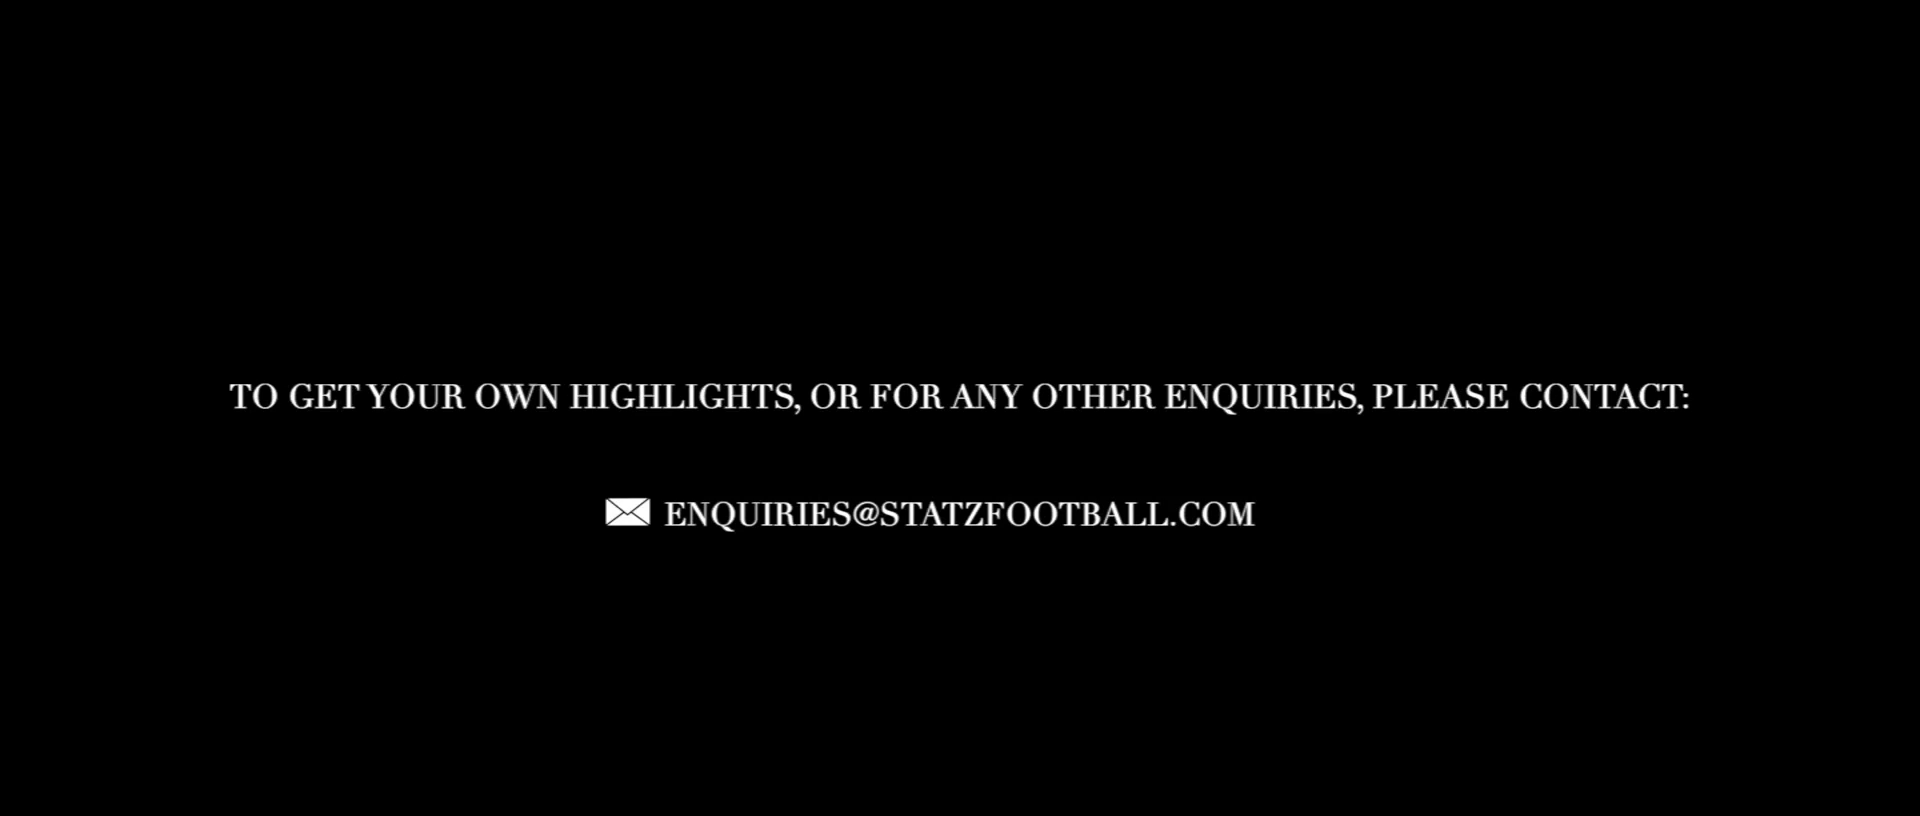 TO GET YOUR OWN HIGHLIGHTS, OR FOR ANY OTHER ENQUIRIES, PLEASE CONTACT:
ENQUIRIES@STATZFOOTBALL.COM